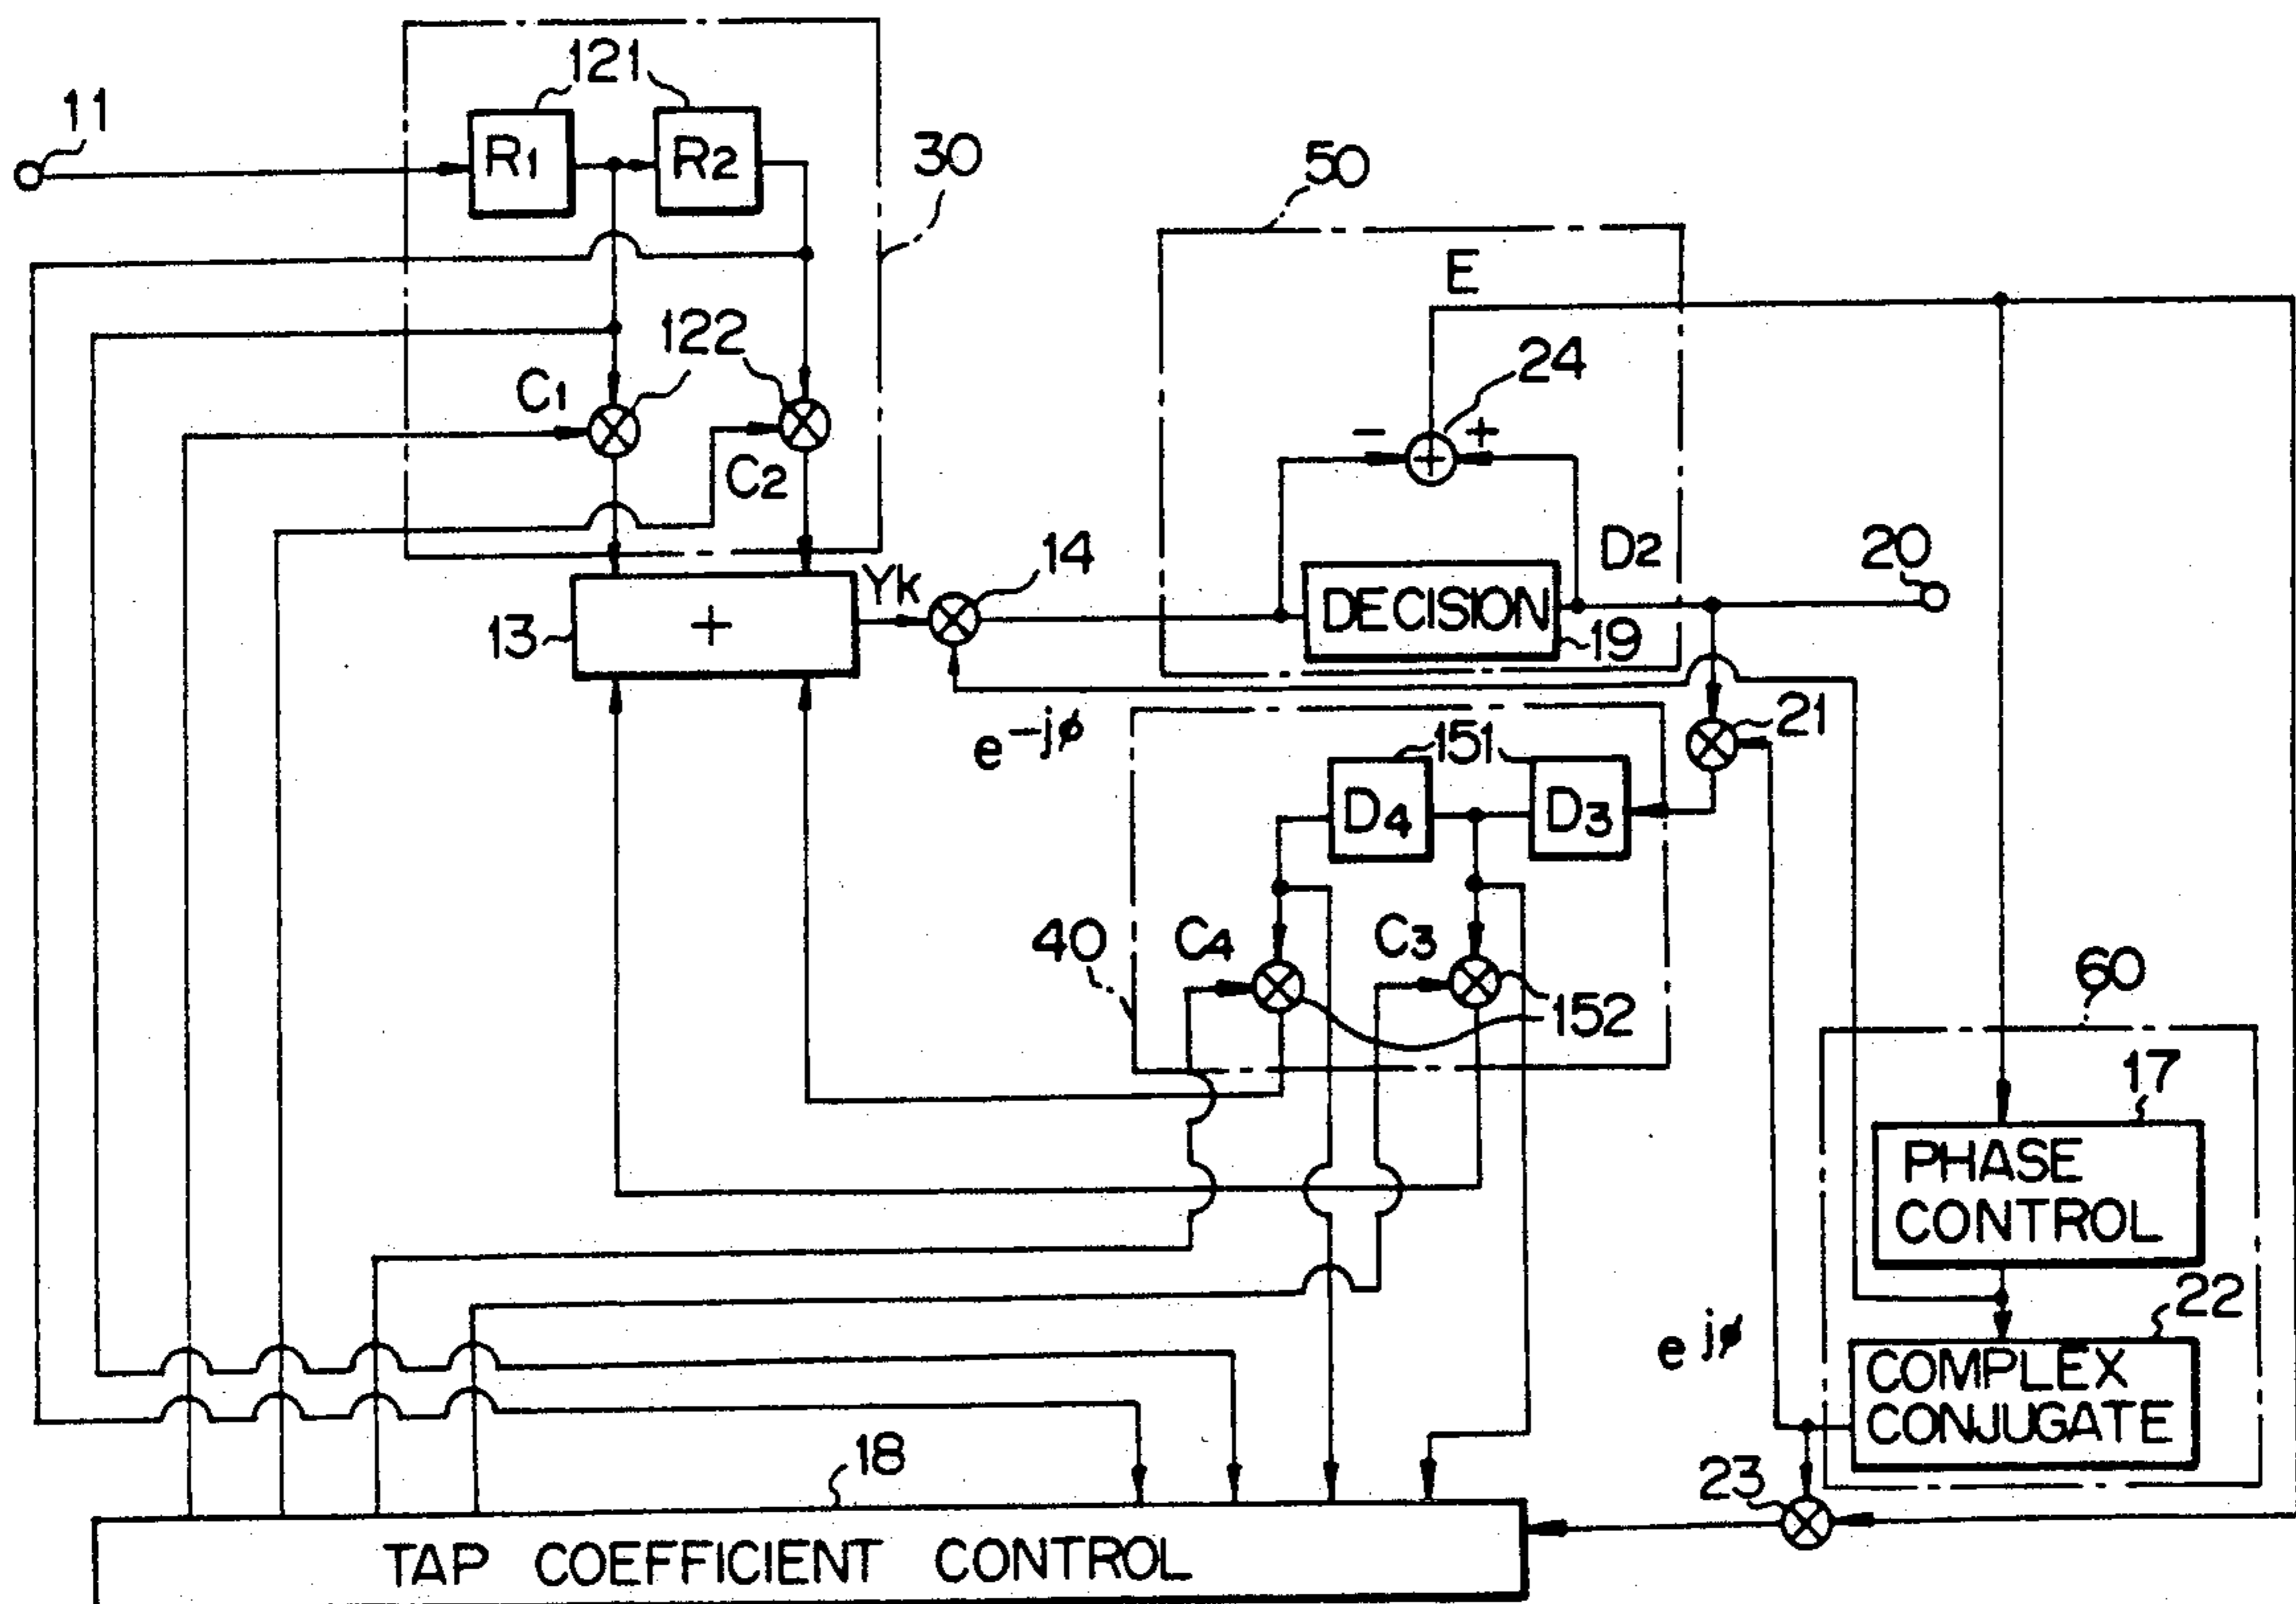 121
11
R1
R2
30
50
E
122
24
C1
- +
C2
D2
20
14
Yk
DECISION
13
+
19
21
e-jφ
151
D4
D3
C4
C3
40
152
60
17
PHASE
CONTROL
22
ejφ
COMPLEX
CONJUGATE
18
23
TAP COEFFICIENT CONTROL